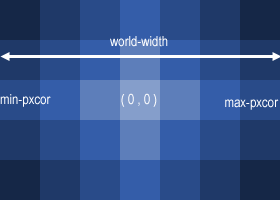 world-width
min-pxcor
( 0 , 0 )
max-pxcor